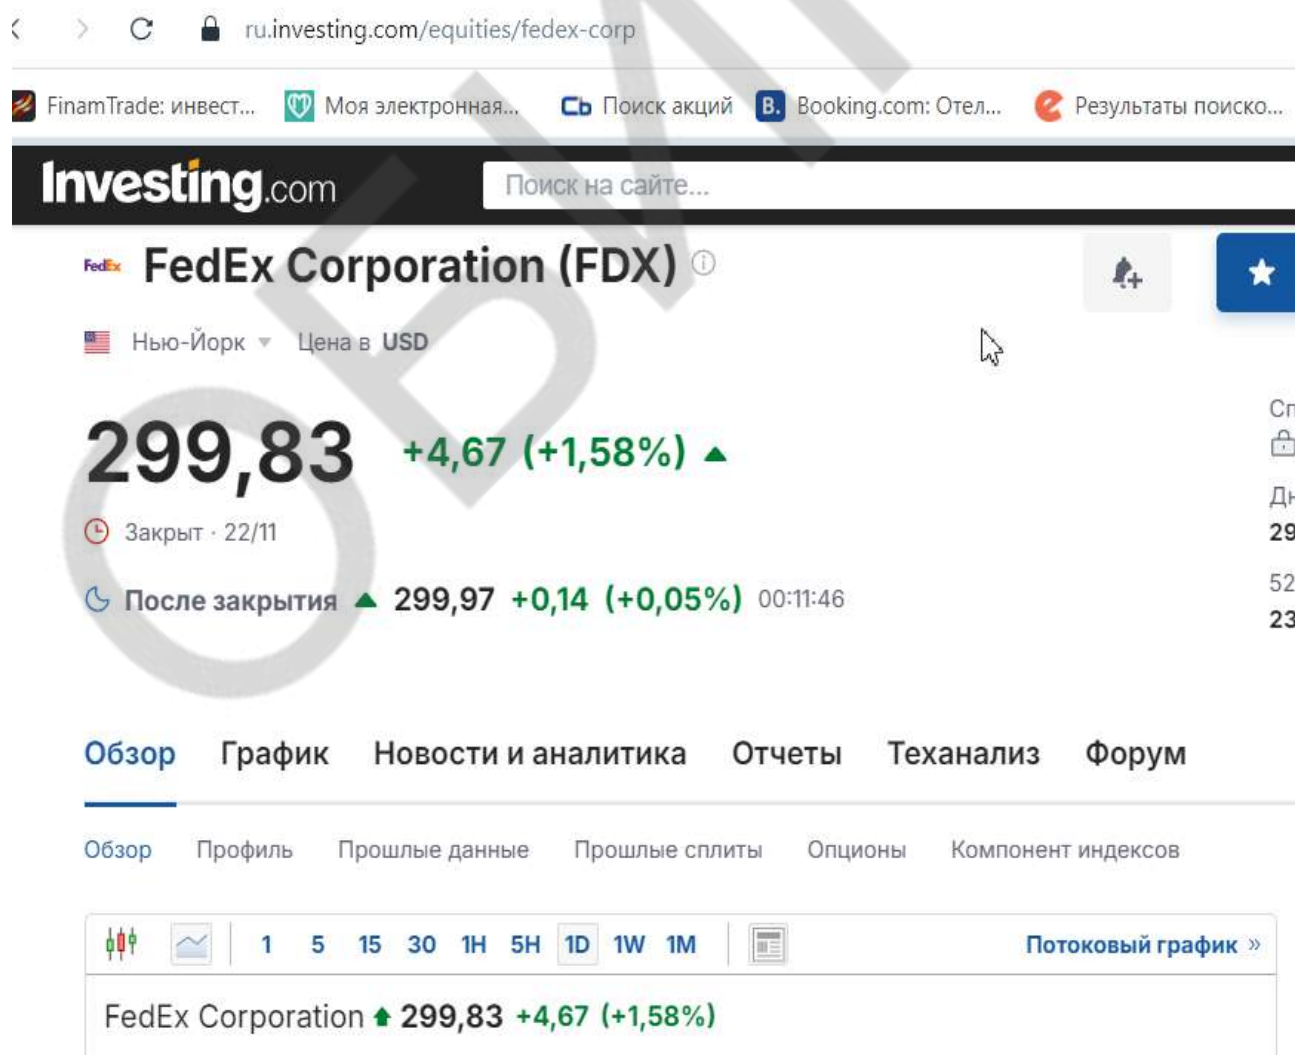 ru.investing.com/equities/fedex-corp
FinamTrade: инвест... Моя электронная... Cb Поиск акций B. Booking.com: Отел... Результаты поиско...
Investing.com Поиск на сайте...
FedEx FedEx Corporation (FDX)
Нью-Йорк Цена в USD
299,83 +4,67 (+1,58%)
Сп
Закрыт · 22/11
29
После закрытия 299,97 +0,14 (+0,05%) 00:11:46
52
23
Обзор График Новости и аналитика Отчеты Теханализ Форум
Обзор Профиль Прошлые данные Прошлые сплиты Опционы Компонент индексов
1 5 15 30 1H 5H 1D 1W 1M Потоковый график »
FedEx Corporation 299,83 +4,67 (+1,58%)